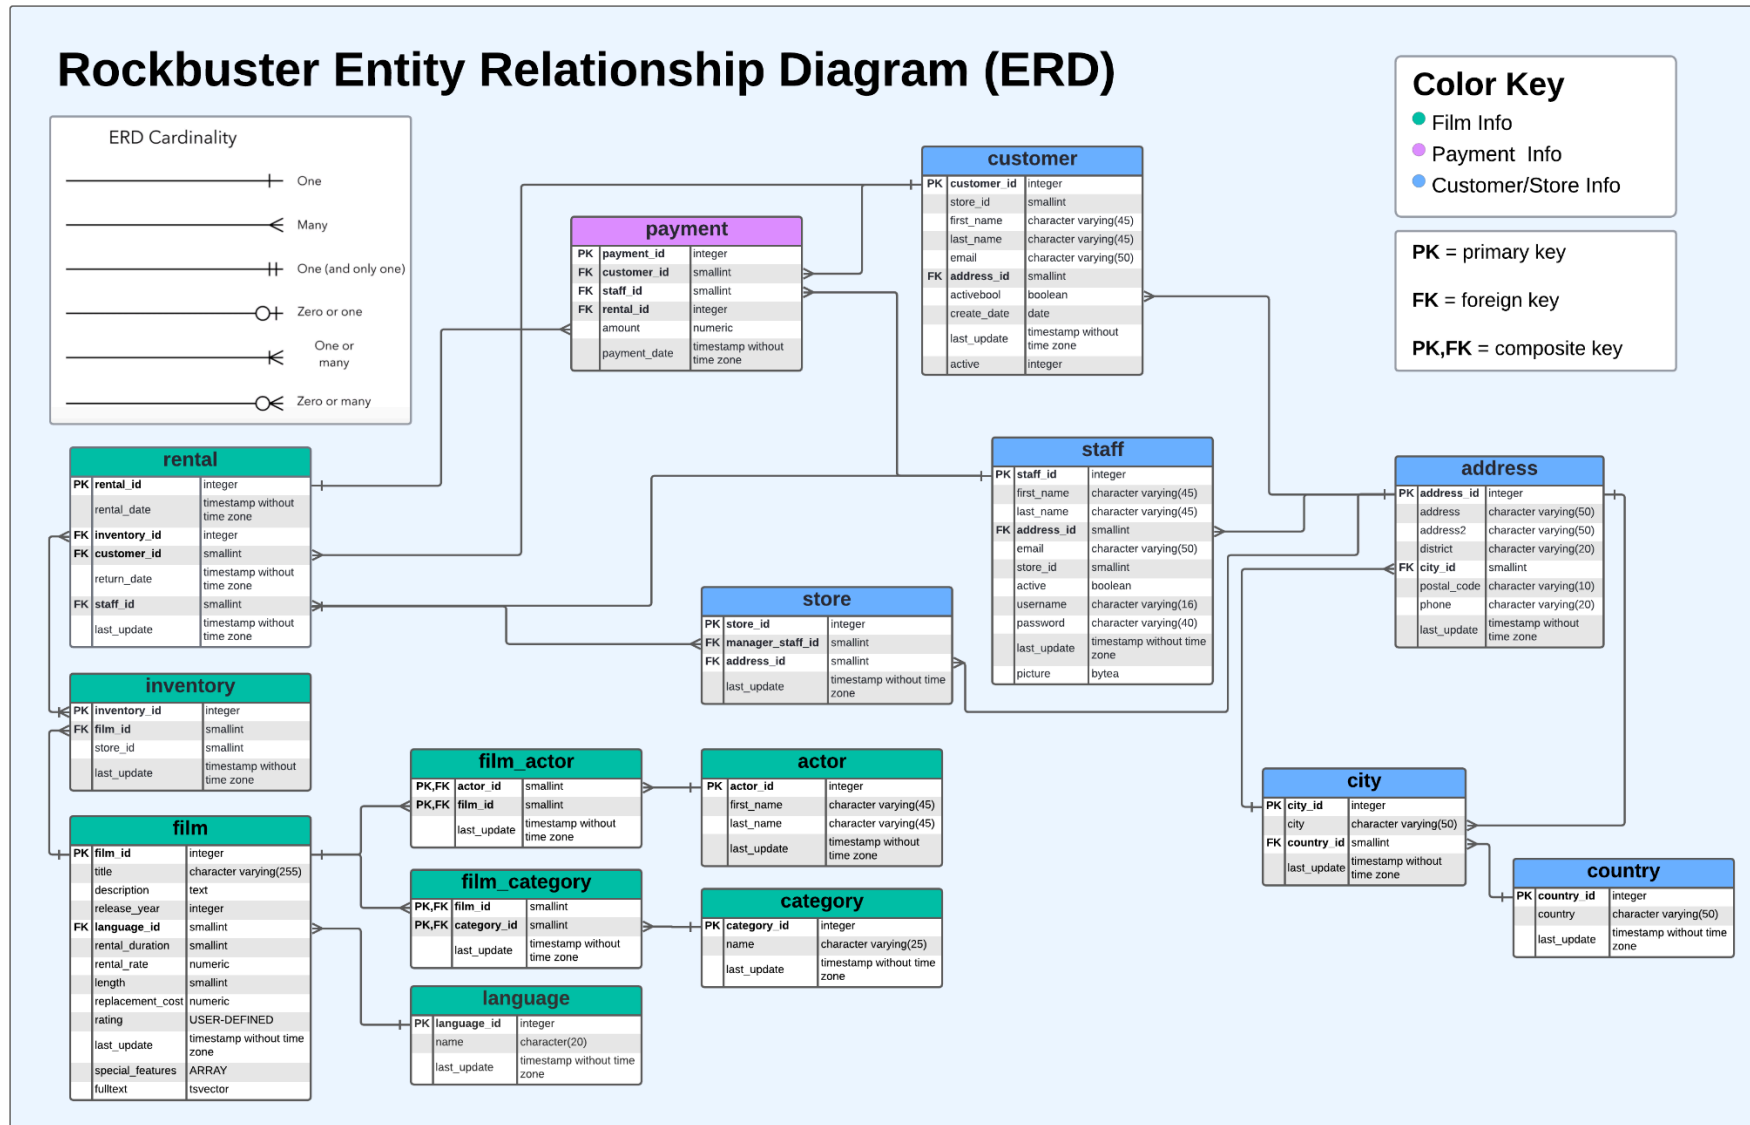 Rockbuster Entity Relationship Diagram (ERD)
Color Key
Film Info
Payment Info
Customer/Store Info
PK = primary key
FK = foreign key
PK,FK = composite key
ERD Cardinality
One
Many
One (and only one)
Zero or one
One or
many
Zero or many
customer
PK customer_id integer
store_id smallint
first_name character varying(45)
last_name character varying(45)
email character varying(50)
FK address_id smallint
activebool boolean
create_date date
last_update timestamp without
time zone
active integer
payment
PK payment_id integer
FK customer_id smallint
FK staff_id smallint
FK rental_id integer
amount numeric
payment_date timestamp without
time zone
rental
PK rental_id integer
rental_date timestamp without
time zone
FK inventory_id integer
FK customer_id smallint
return_date timestamp without
time zone
FK staff_id smallint
last_update timestamp without
time zone
staff
PK staff_id integer
first_name character varying(45)
last_name character varying(45)
FK address_id smallint
email character varying(50)
store_id smallint
active boolean
username character varying(16)
password character varying(40)
last_update timestamp without time
zone
picture bytea
address
PK address_id integer
address character varying(50)
address2 character varying(50)
district character varying(20)
FK city_id smallint
postal_code character varying(10)
phone character varying(20)
last_update timestamp without
time zone
store
PK store_id integer
FK manager_staff_id smallint
FK address_id smallint
last_update timestamp without time
zone
inventory
PK inventory_id integer
FK film_id smallint
store_id smallint
last_update timestamp without
time zone
film_actor
PK,FK actor_id smallint
PK,FK film_id smallint
last_update timestamp without
time zone
actor
PK actor_id integer
first_name character varying(45)
last_name character varying(45)
last_update timestamp without
time zone
city
PK city_id integer
city character varying(50)
FK country_id smallint
last_update timestamp without
time zone
film
PK film_id integer
title character varying(255)
description text
release_year integer
FK language_id smallint
rental_duration smallint
rental_rate numeric
length smallint
replacement_cost numeric
rating USER-DEFINED
last_update timestamp without time
zone
special_features ARRAY
fulltext tsvector
film_category
PK,FK film_id smallint
PK,FK category_id smallint
last_update timestamp without
time zone
category
PK category_id integer
name character varying(25)
last_update timestamp without time
zone
country
PK country_id integer
country character varying(50)
last_update timestamp without time
zone
language
PK language_id integer
name character(20)
last_update timestamp without time
zone